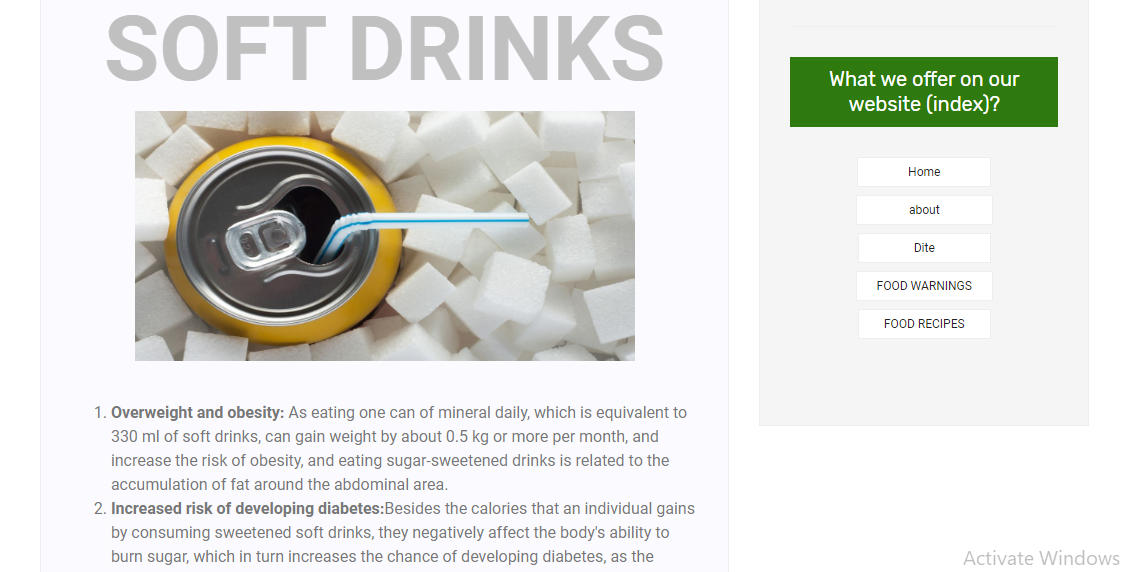 SOFT DRINKS
1. Overweight and obesity: As eating one can of mineral daily, which is equivalent to
330 ml of soft drinks, can gain weight by about 0.5 kg or more per month, and
increase the risk of obesity, and eating sugar-sweetened drinks is related to the
accumulation of fat around the abdominal area.
2. Increased risk of developing diabetes:Besides the calories that an individual gains
by consuming sweetened soft drinks, they negatively affect the body's ability to
burn sugar, which in turn increases the chance of developing diabetes, as the
What we offer on our
website (index)?
Home
about
Dite
FOOD WARNINGS
FOOD RECIPES
Activate Windows